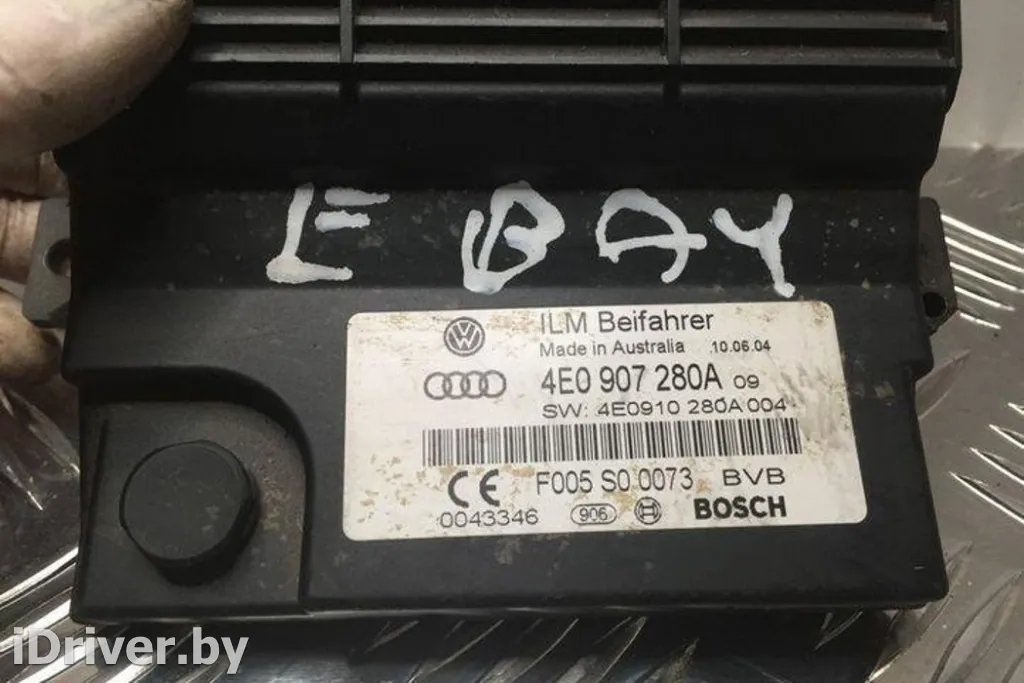 E BAY
ILM Beifahrer
Made in Australia 10.06.04
4E0 907 280A 09
SW: 4E0910 280A 004
F005 S0 0073 BVB
CE
0043346 906 BOSCH
iDriver.by